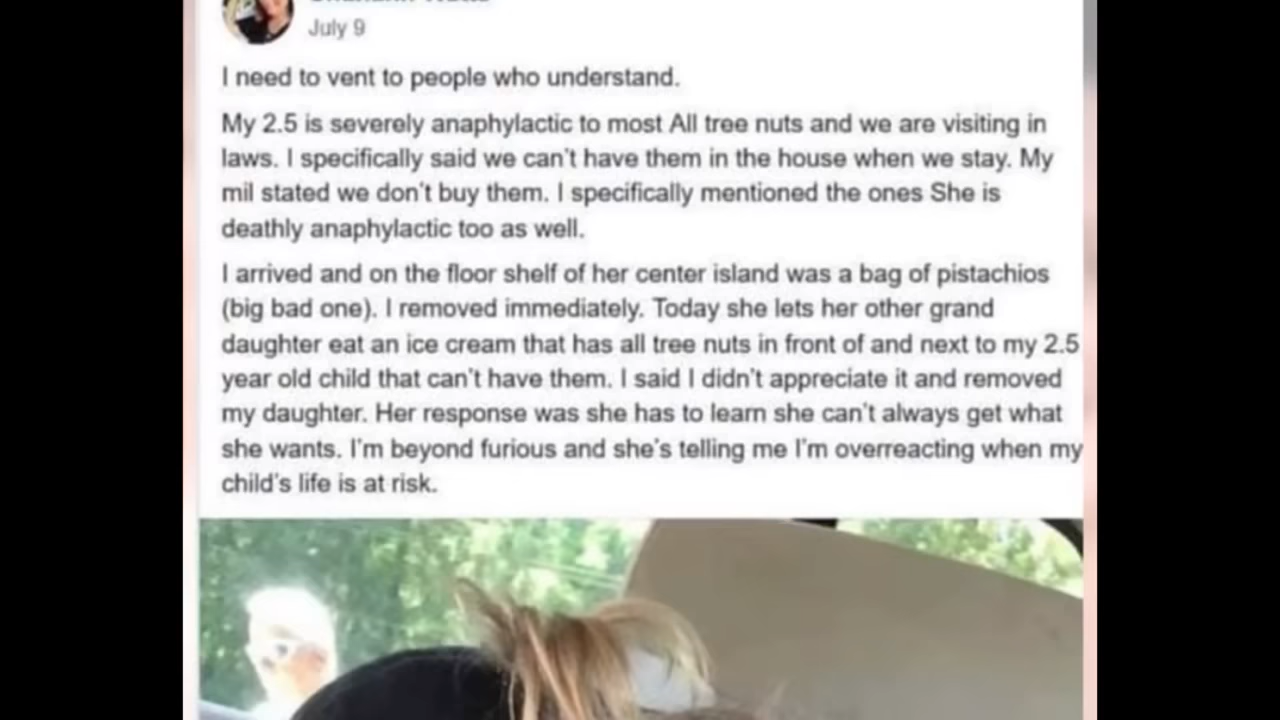 July 9
I need to vent to people who understand.
My 2.5 is severely anaphylactic to most All tree nuts and we are visiting in
laws. I specifically said we can't have them in the house when we stay. My
mil stated we don't buy them. I specifically mentioned the ones She is
deathly anaphylactic too as well.
I arrived and on the floor shelf of her center island was a bag of pistachios
(big bad one). I removed immediately. Today she lets her other grand
daughter eat an ice cream that has all tree nuts in front of and next to my 2.5
year old child that can't have them. I said I didn't appreciate it and removed
my daughter. Her response was she has to learn she can't always get what
she wants. I'm beyond furious and she's telling me I'm overreacting when my
child's life is at risk.